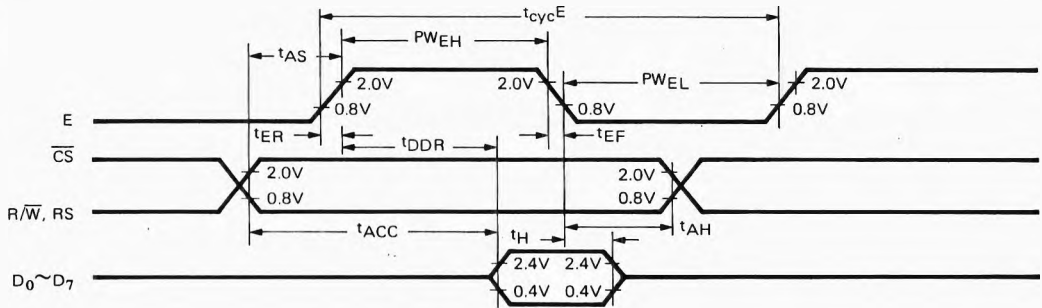 tcycE
PWEH
tAS
2.0V 2.0V PWEL 2.0V
0.8V 0.8V 0.8V
E
tER tDDR tEF
CS
2.0V 2.0V
0.8V 0.8V
R/W, RS
tACC tH tAH
2.4V 2.4V
D0~D7
0.4V 0.4V